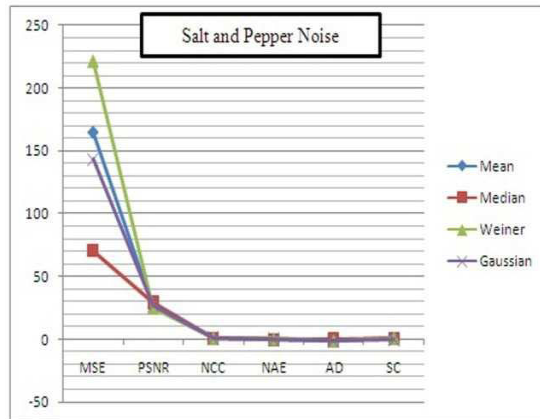 Salt and Pepper Noise
250
200
150
100
50
0
-50
MSE PSNR NCC NAE AD SC
Mean
Median
Weiner
Gaussian